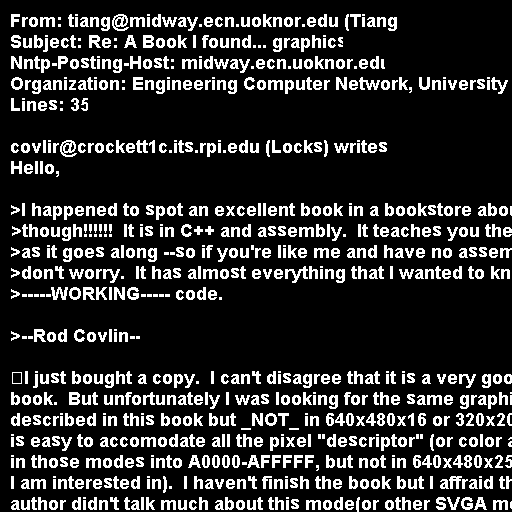 From: tiang@midway.ecn.uoknor.edu (Tiang
Subject: Re: A Book I found... graphics
Nntp-Posting-Host: midway.ecn.uoknor.edu
Organization: Engineering Computer Network, University
Lines: 35

covlir@crockett1c.its.rpi.edu (Locks) writes
Hello,

>I happened to spot an excellent book in a bookstore abou
>though!!!!!!  It is in C++ and assembly.  It teaches you the
>as it goes along --so if you're like me and have no assem
>don't worry.  It has almost everything that I wanted to kn
>-----WORKING----- code.

>--Rod Covlin--

I just bought a copy.  I can't disagree that it is a very goo
book.  But unfortunately I was looking for the same graphi
described in this book but _NOT_ in 640x480x16 or 320x20
is easy to accomodate all the pixel "descriptor" (or color a
in those modes into A0000-AFFFFF, but not in 640x480x25
I am interested in).  I haven't finish the book but I affraid th
author didn't talk much about this mode(or other SVGA mo